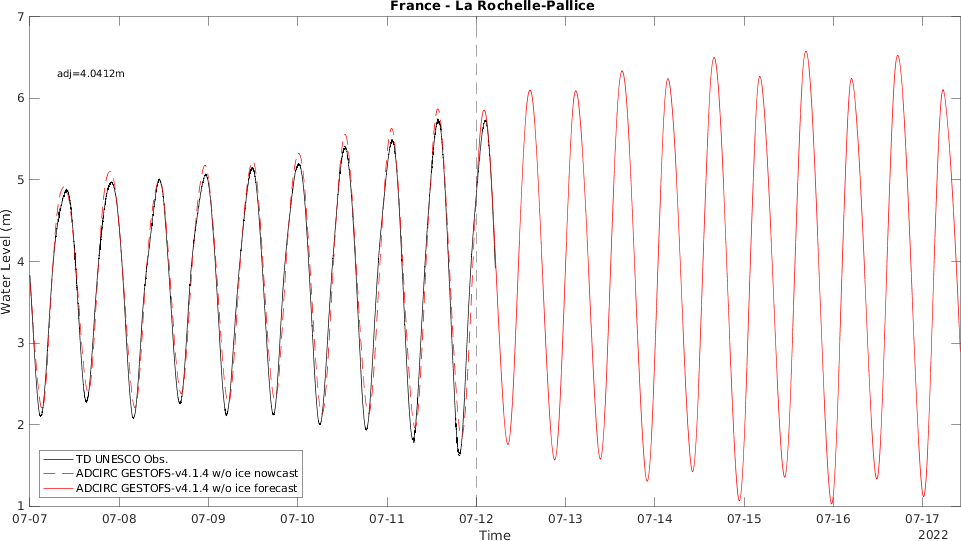 France - La Rochelle-Pallice
7
adj=4.0412m
6
5
4
3
2
1
Water Level (m)
TD UNESCO Obs.
ADCIRC GESTOFS-v4.1.4 w/o ice nowcast
ADCIRC GESTOFS-v4.1.4 w/o ice forecast
07-07 07-08 07-09 07-10 07-11 07-12 07-13 07-14 07-15 07-16 07-17
Time
2022